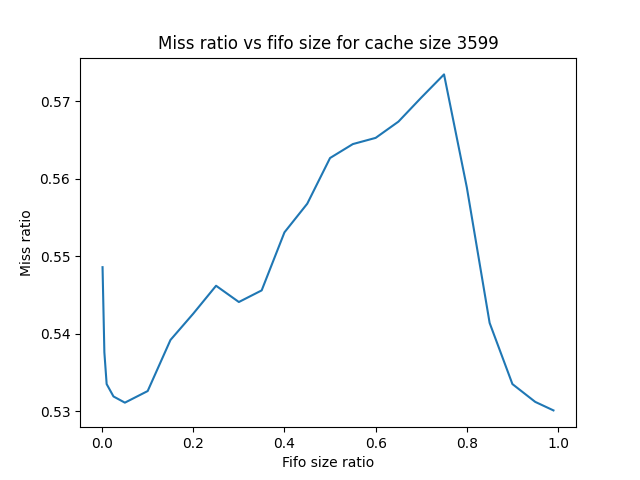 Miss ratio vs fifo size for cache size 3599
Miss ratio
0.57
0.56
0.55
0.54
0.53
0.0 0.2 0.4 0.6 0.8 1.0
Fifo size ratio